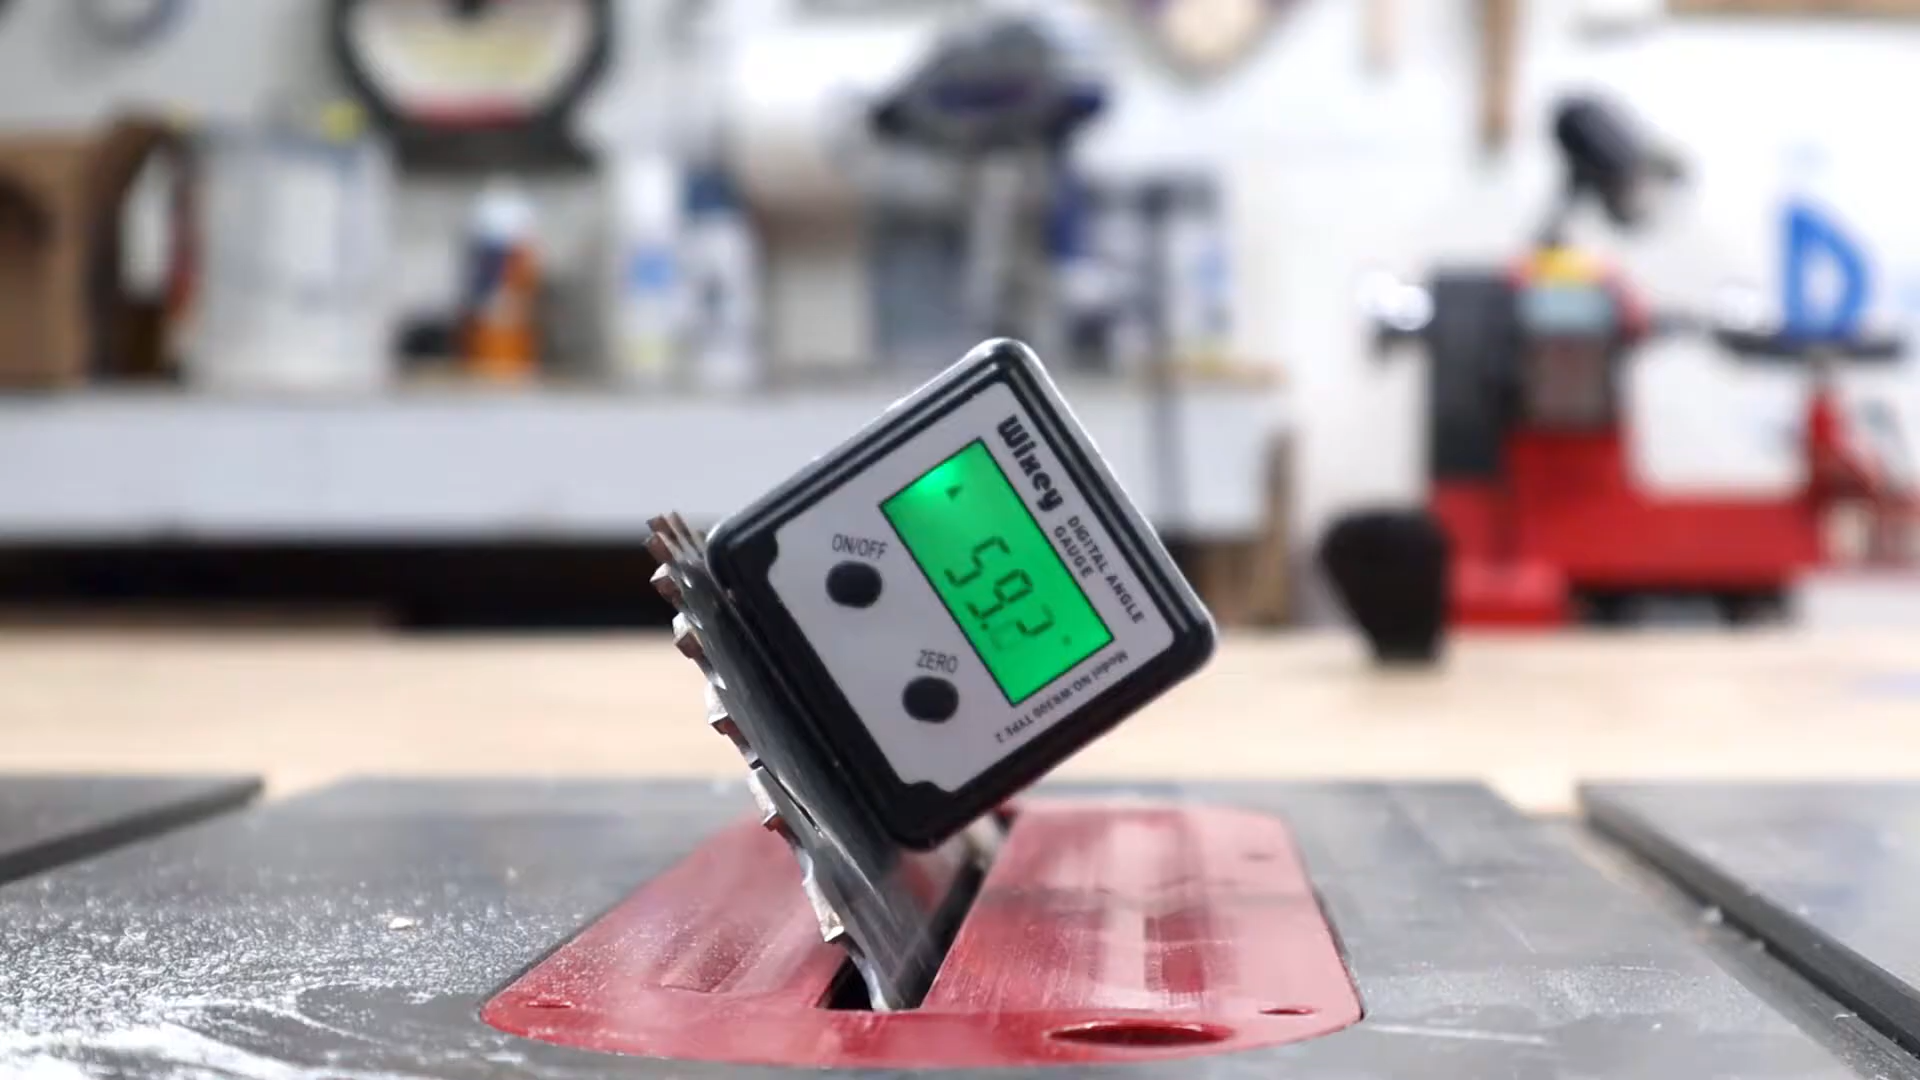 Wixey
DIGITAL ANGLE
GAUGE
59.2°
ON/OFF
ZERO
Model NO:WR300 TYPE 2
D